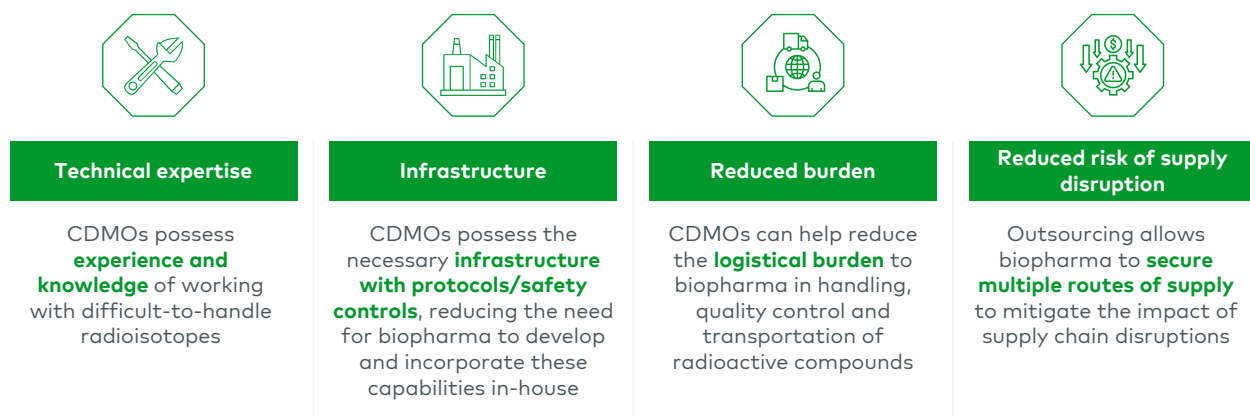 Technical expertise
CDMOs possess
experience and
knowledge of working
with difficult-to-handle
radioisotopes
Infrastructure
CDMOs possess the
necessary infrastructure
with protocols/safety
controls, reducing the need
for biopharma to develop
and incorporate these
capabilities in-house
Reduced burden
CDMOs can help reduce
the logistical burden to
biopharma in handling,
quality control and
transportation of
radioactive compounds
Reduced risk of supply
disruption
Outsourcing allows
biopharma to secure
multiple routes of supply
to mitigate the impact of
supply chain disruptions